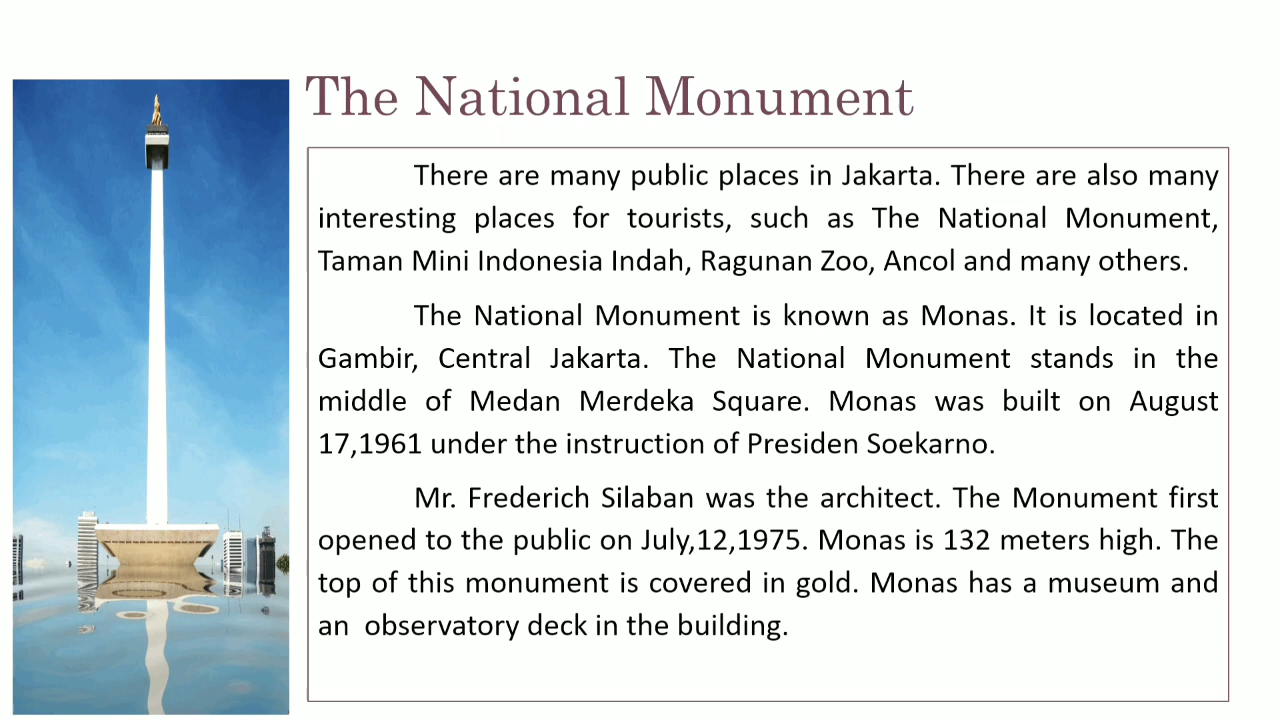 The National Monument
There are many public places in Jakarta. There are also many
interesting places for tourists, such as The National Monument,
Taman Mini Indonesia Indah, Ragunan Zoo, Ancol and many others.
The National Monument is known as Monas. It is located in
Gambir, Central Jakarta. The National Monument stands in the
middle of Medan Merdeka Square. Monas was built on August
17,1961 under the instruction of Presiden Soekarno.
Mr. Frederich Silaban was the architect. The Monument first
opened to the public on July,12,1975. Monas is 132 meters high. The
top of this monument is covered in gold. Monas has a museum and
an  observatory deck in the building.